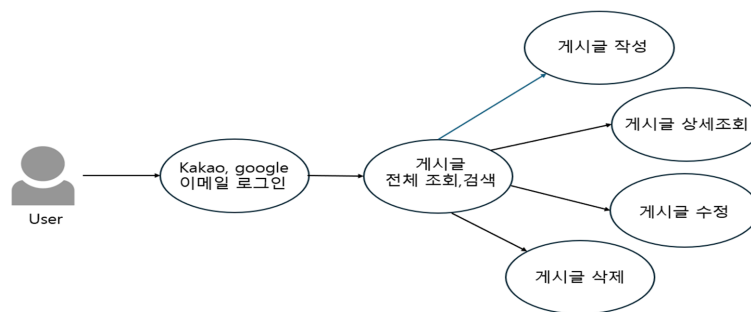 게시글 작성
게시글 상세조회
Kakao, google
이메일 로그인
게시글
전체 조회,검색
게시글 수정
User
게시글 삭제